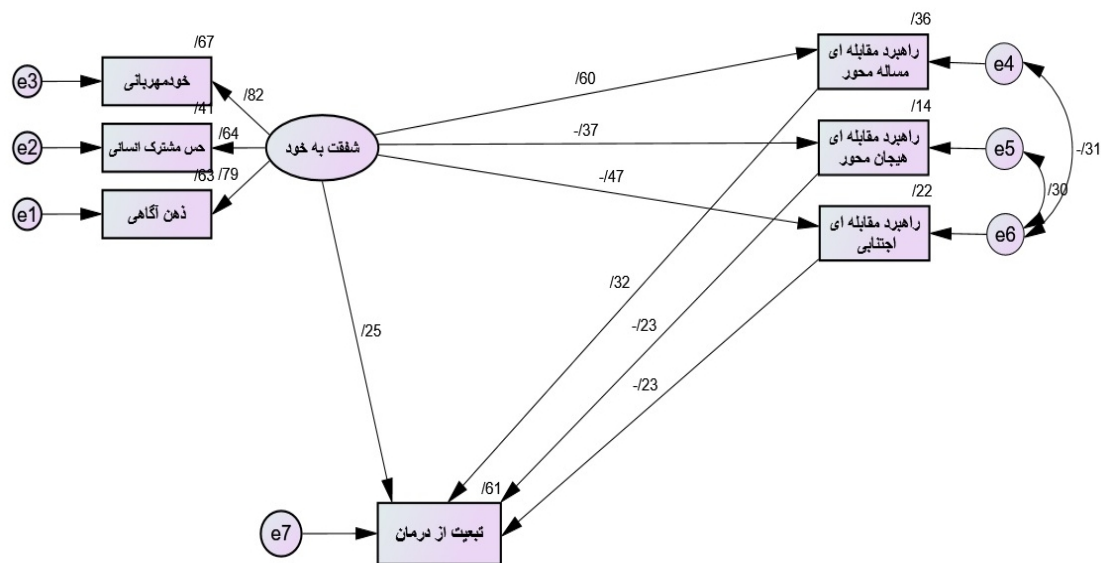 /67
خودمهربانی
e3
/82
/41
حس مشترک انسانی
e2
/64
/63
/79
ذهن آگاهی
e1
شفقت به خود
/60
-/37
-/47
/36
راهبرد مقابله ای
مساله محور
e4
/14
راهبرد مقابله ای
هیجان محور
e5
/22
راهبرد مقابله ای
اجتنابی
e6
-/31
/30
/25
/32
-/23
-/23
/61
تبعیت از درمان
e7